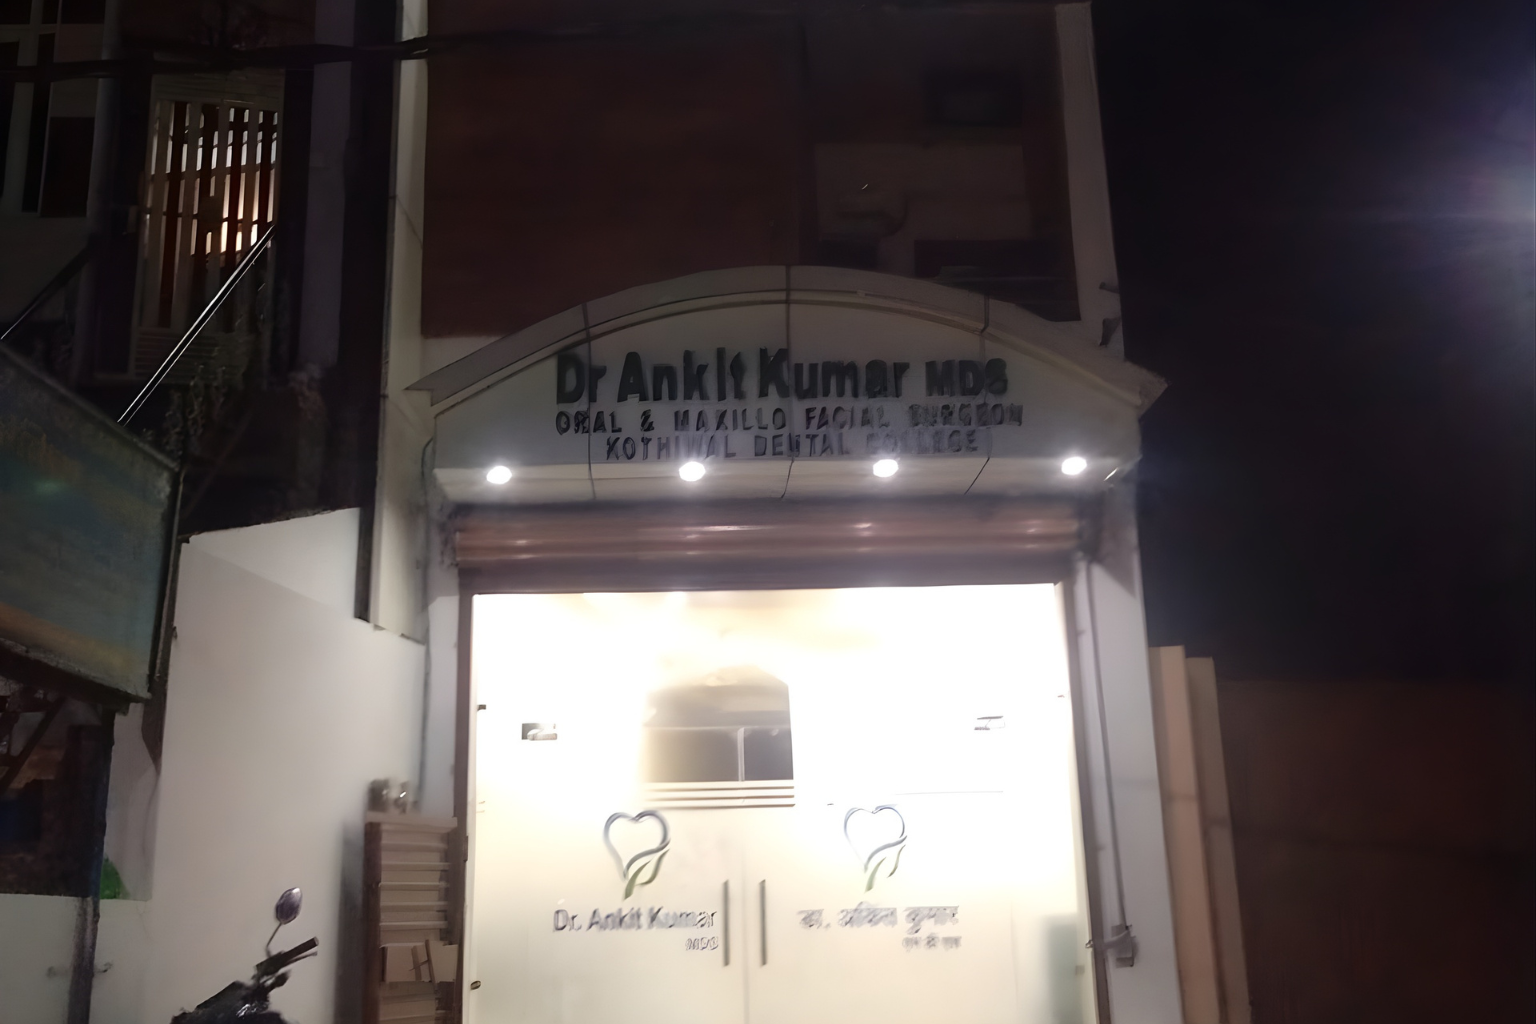 Dr Ankit Kumar MDS
ORAL & MAXILLO FACIAL SURGEON
KOTHIWAL DENTAL COLLEGE
Dr. Ankit Kumar
MDS
डा. अंकित कुमार
एम डी एस